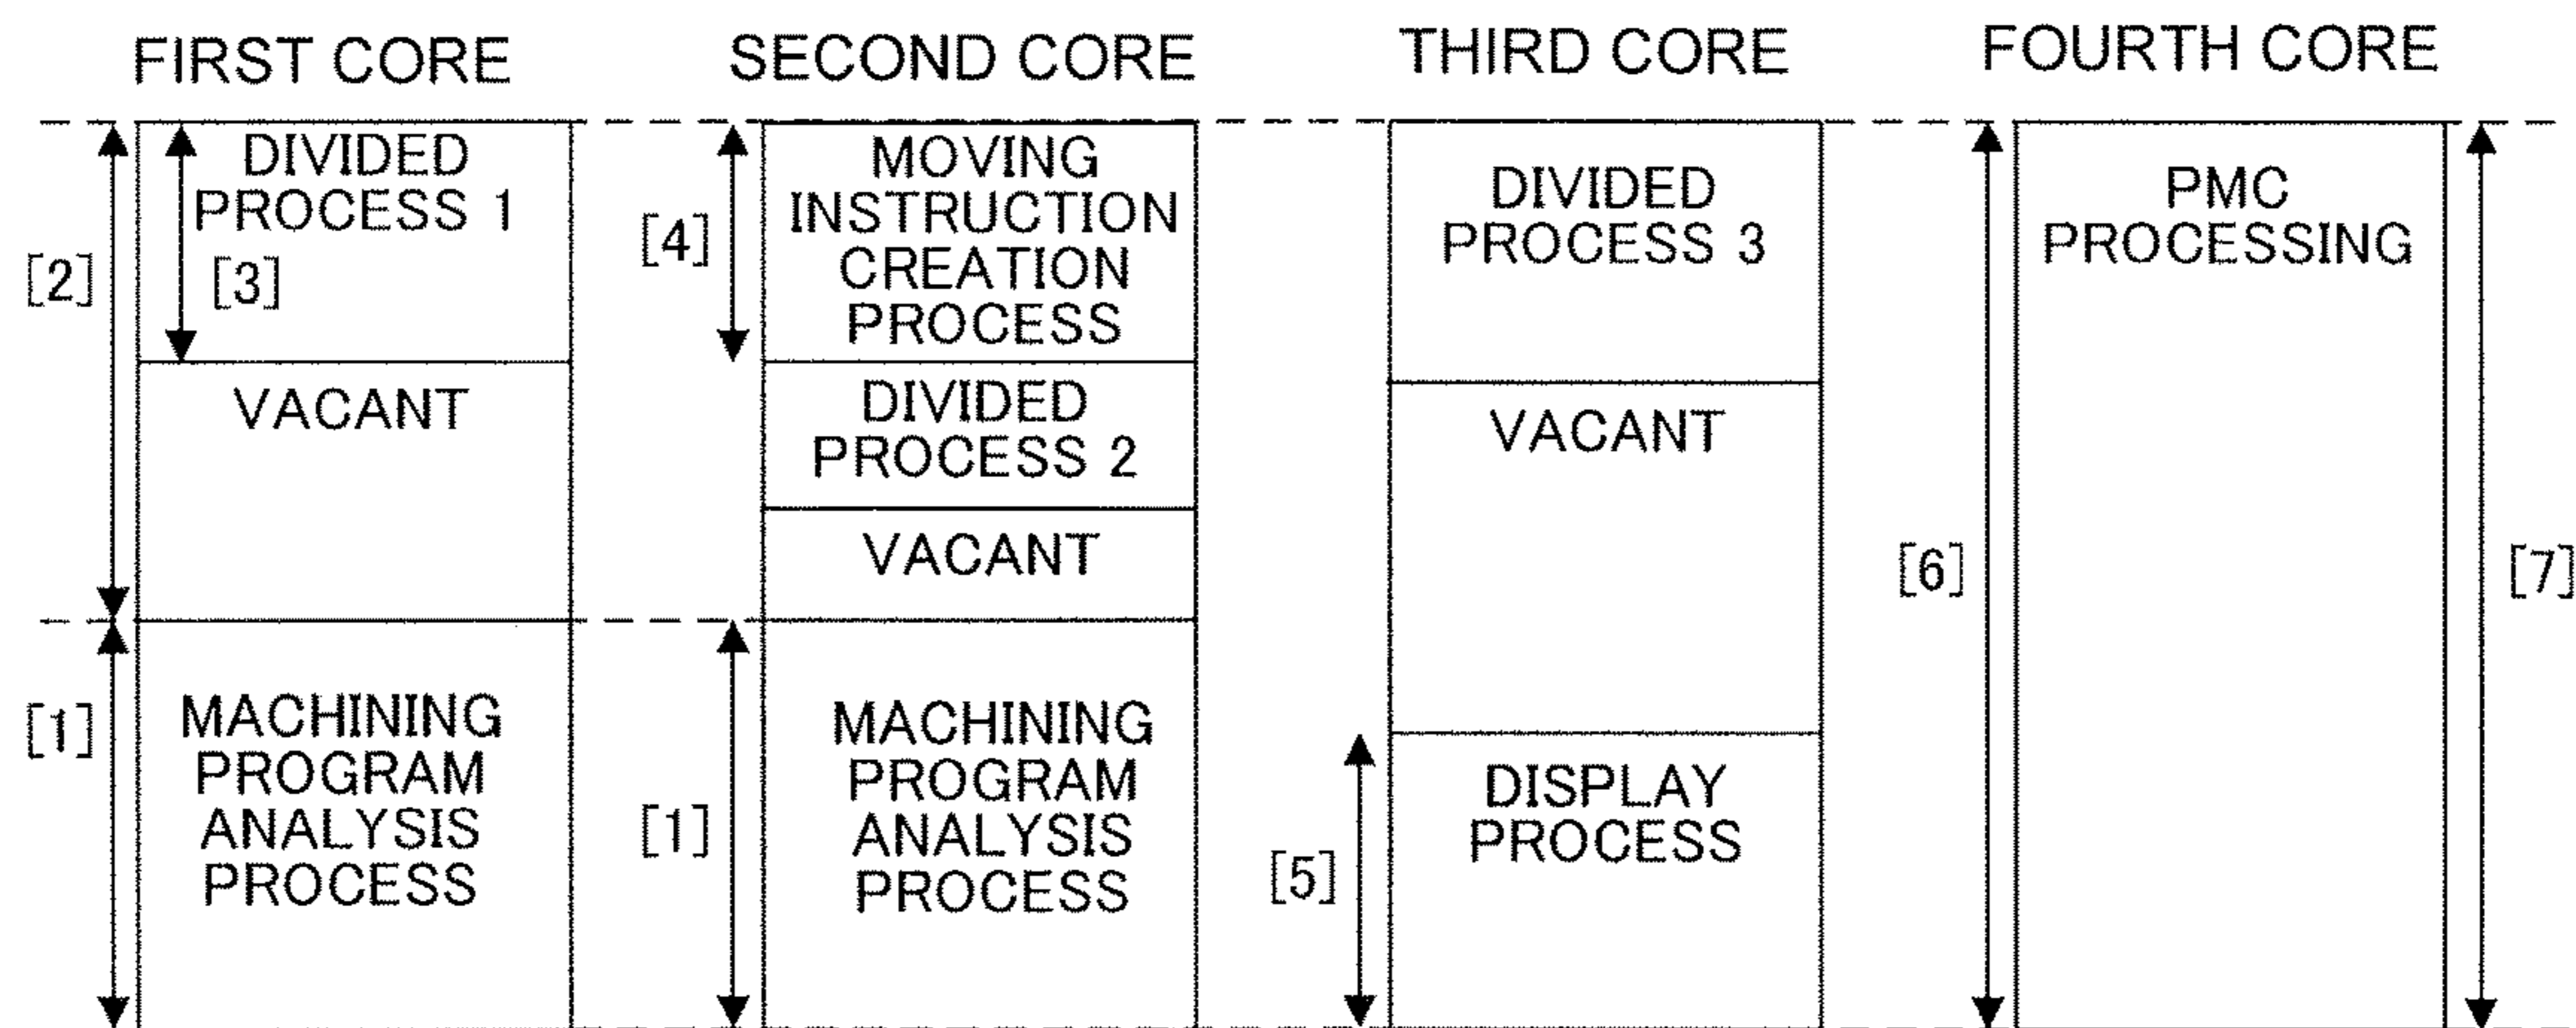 FIRST CORE
SECOND CORE
THIRD CORE
FOURTH CORE
[2]
DIVIDED
PROCESS 1
[3]
VACANT
[1]
MACHINING
PROGRAM
ANALYSIS
PROCESS
[4]
MOVING
INSTRUCTION
CREATION
PROCESS
DIVIDED
PROCESS 2
VACANT
[1]
MACHINING
PROGRAM
ANALYSIS
PROCESS
DIVIDED
PROCESS 3
VACANT
[5]
DISPLAY
PROCESS
[6]
PMC
PROCESSING
[7]